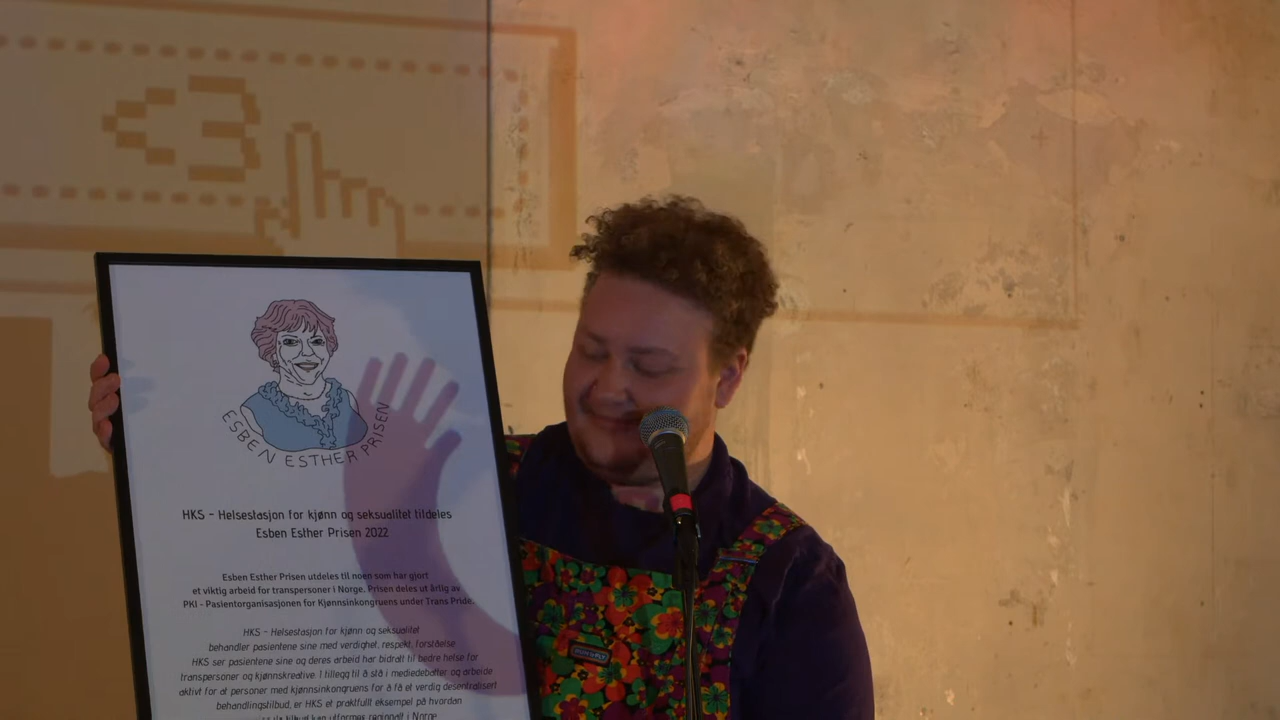 <3
ESBEN ESTHER PRISEN
HKS - Helsestasjon for kjønn og seksualitet tildeles
Esben Esther Prisen 2022
Esben Esther Prisen utdeles til noen som har gjort
et viktig arbeid for transpersoner i Norge. Prisen deles ut årlig av
PKI - Pasientorganisasjonen for Kjønnsinkongruens under Trans Pride.
HKS - Helsestasjon for kjønn og seksualitet
behandler pasientene sine med verdighet, respekt, forståelse
HKS ser pasientene sine og deres arbeid har bidratt til bedre helse for
transpersoner og kjønnskreative. I tillegg til å stå i mediedebatter og arbeide
aktivt for at personer med kjønnsinkongruens for å få et verdig desentralisert
behandlingstilbud, er HKS et praktfullt eksempel på hvordan
tilbud kan utformes regionalt i Norge